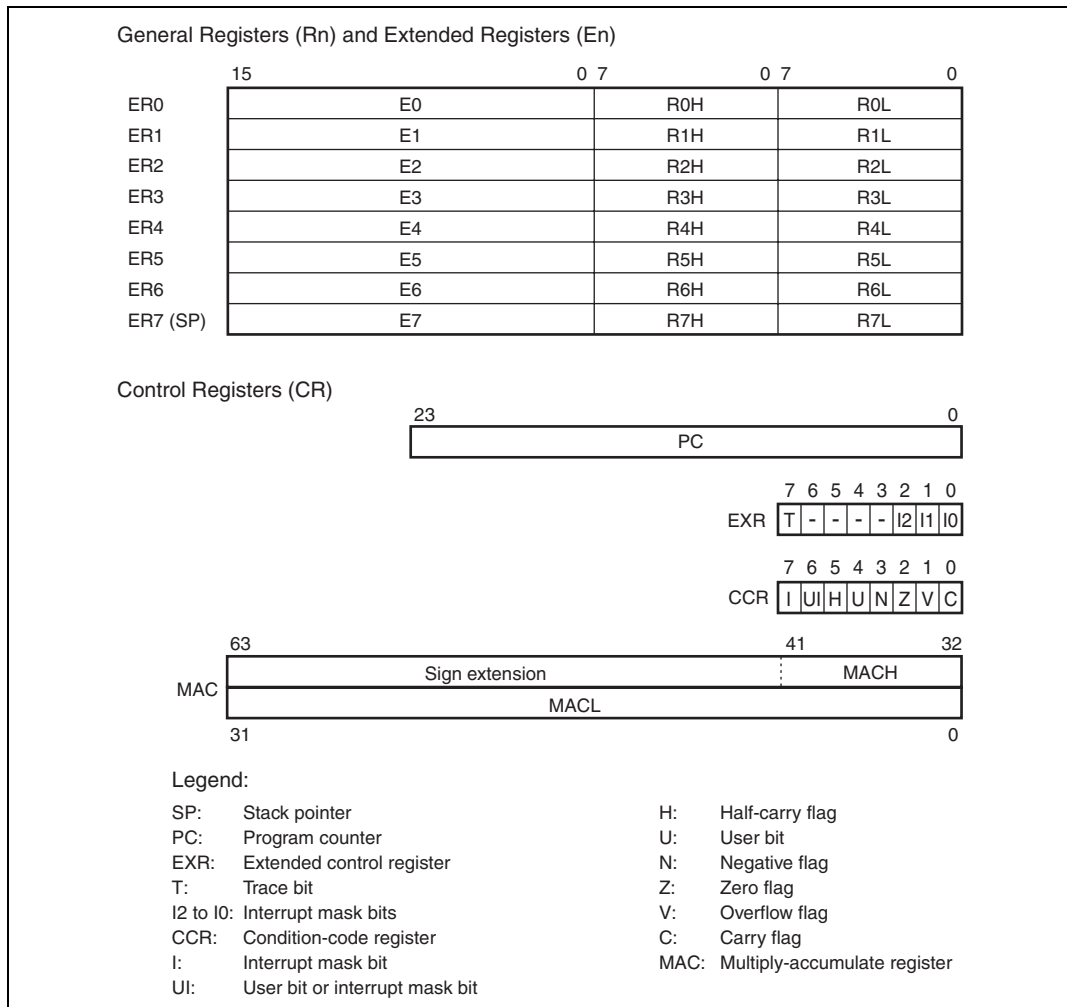 General Registers (Rn) and Extended Registers (En)
15 0 7 0 7 0
ER0 E0 R0H R0L
ER1 E1 R1H R1L
ER2 E2 R2H R2L
ER3 E3 R3H R3L
ER4 E4 R4H R4L
ER5 E5 R5H R5L
ER6 E6 R6H R6L
ER7 (SP) E7 R7H R7L
Control Registers (CR)
23 0
PC
7 6 5 4 3 2 1 0
EXR T - - - - I2 I1 I0
7 6 5 4 3 2 1 0
CCR I UI H U N Z V C
63 41 32
Sign extension MACH
MAC
MACL
31 0
Legend:
SP: Stack pointer
PC: Program counter
EXR: Extended control register
T: Trace bit
I2 to I0: Interrupt mask bits
CCR: Condition-code register
I: Interrupt mask bit
UI: User bit or interrupt mask bit
H: Half-carry flag
U: User bit
N: Negative flag
Z: Zero flag
V: Overflow flag
C: Carry flag
MAC: Multiply-accumulate register